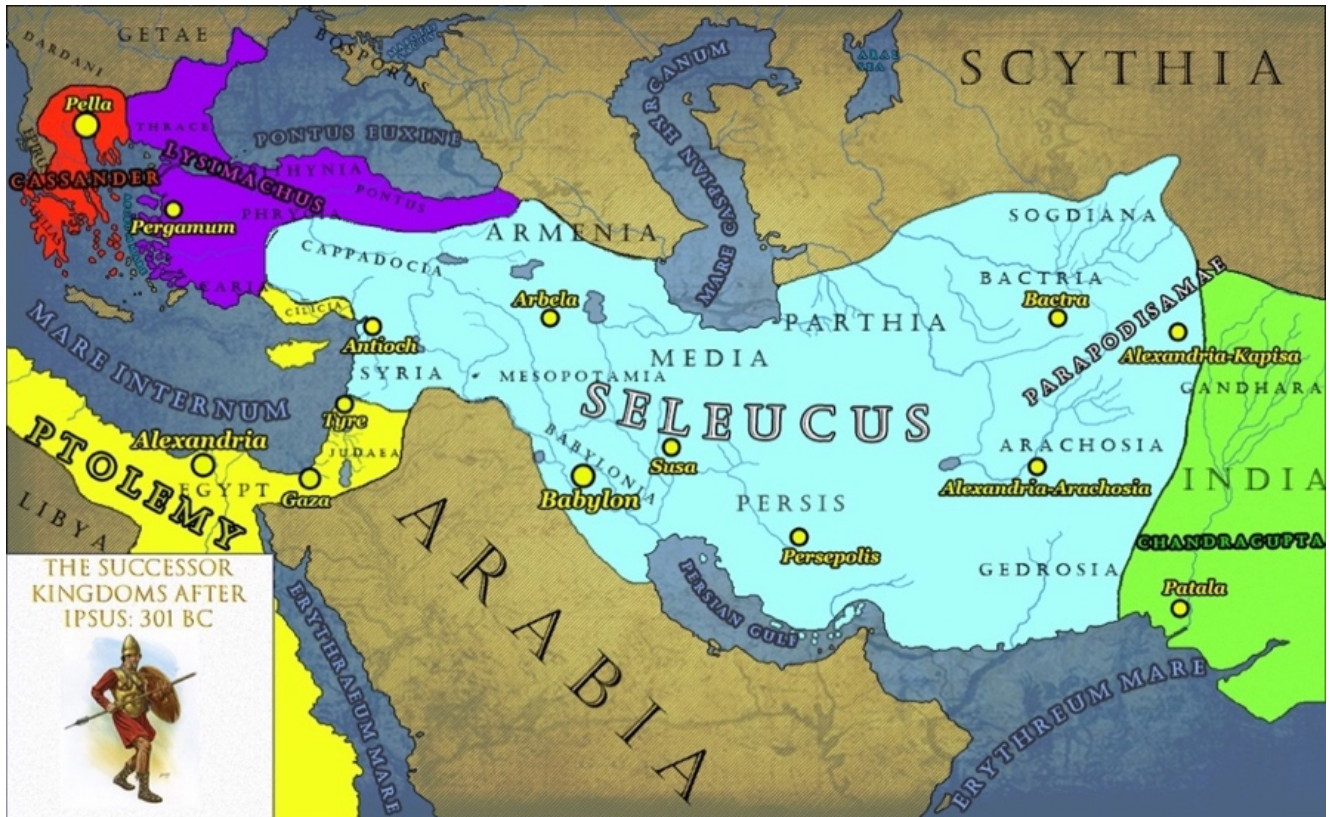 GETAE
DARDANI
BOSPORUS
ARAL
SEA
SCYTHIA
Pella
THRACE
PONTUS EUXINE
MARE CASPIAN HYRCANUM
LYSIMACHUS
CASSANDER
PONTUS
PHRYGIA
Pergamum
SOGDIANA
ARMENIA
CAPPADOCIA
BACTRIA
Bactra
CARIA
CILICIA
Arbela
PARTHIA
PARAPODISAMAE
Antioch
Alexandria-Kapisa
MARE INTERNUM
SYRIA
MESOPOTAMIA
MEDIA
GANDHARA
SELEUCUS
Tyre
PTOLEMY
Alexandria
JUDAEA
BABYLONIA
Susa
ARACHOSIA
Alexandria-Arachosia
INDIA
EGYPT
Gaza
Babylon
PERSIS
LIBYA
ARABIA
Persepolis
CHANDRAGUPTA
GEDROSIA
PERSIAN GULF
Patala
ERYTHRAEUM MARE
ERYTHREUM MARE
THE SUCCESSOR
KINGDOMS AFTER
IPSUS: 301 BC